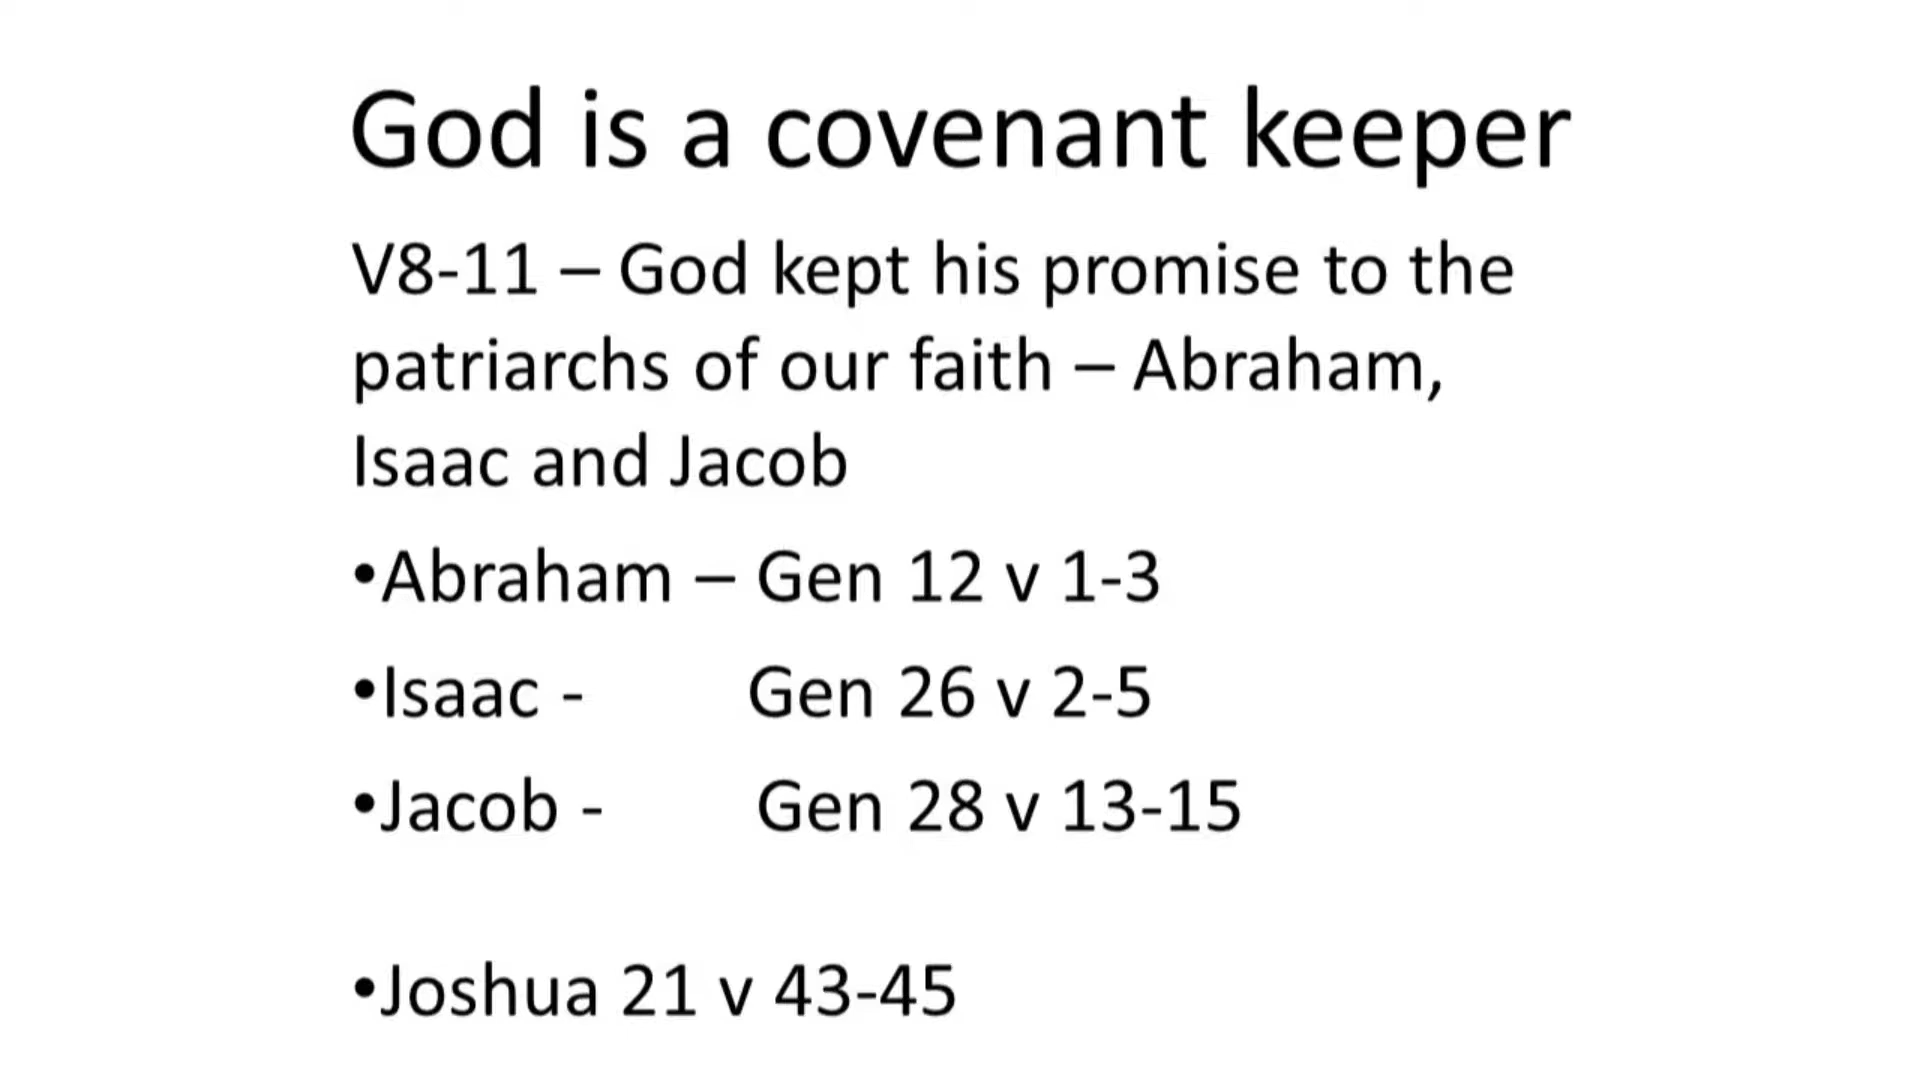 God is a covenant keeper
V8-11 – God kept his promise to the
patriarchs of our faith – Abraham,
Isaac and Jacob
•Abraham – Gen 12 v 1-3
•Isaac - Gen 26 v 2-5
•Jacob - Gen 28 v 13-15
•Joshua 21 v 43-45